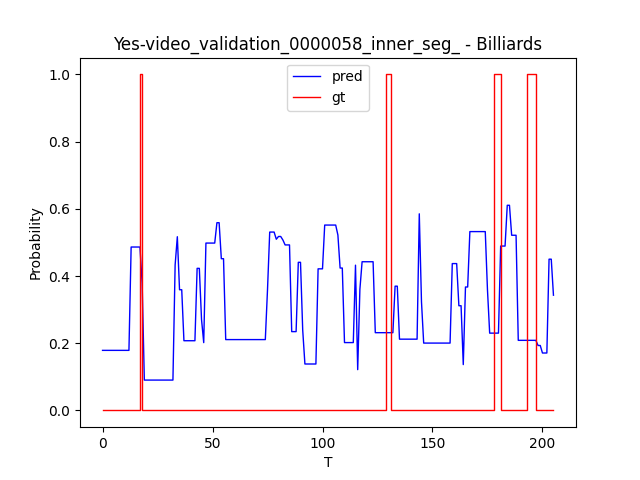 Yes-video_validation_0000058_inner_seg_ - Billiards
pred
gt
1.0
0.8
0.6
0.4
0.2
0.0
Probability
0
50
100
150
200
T